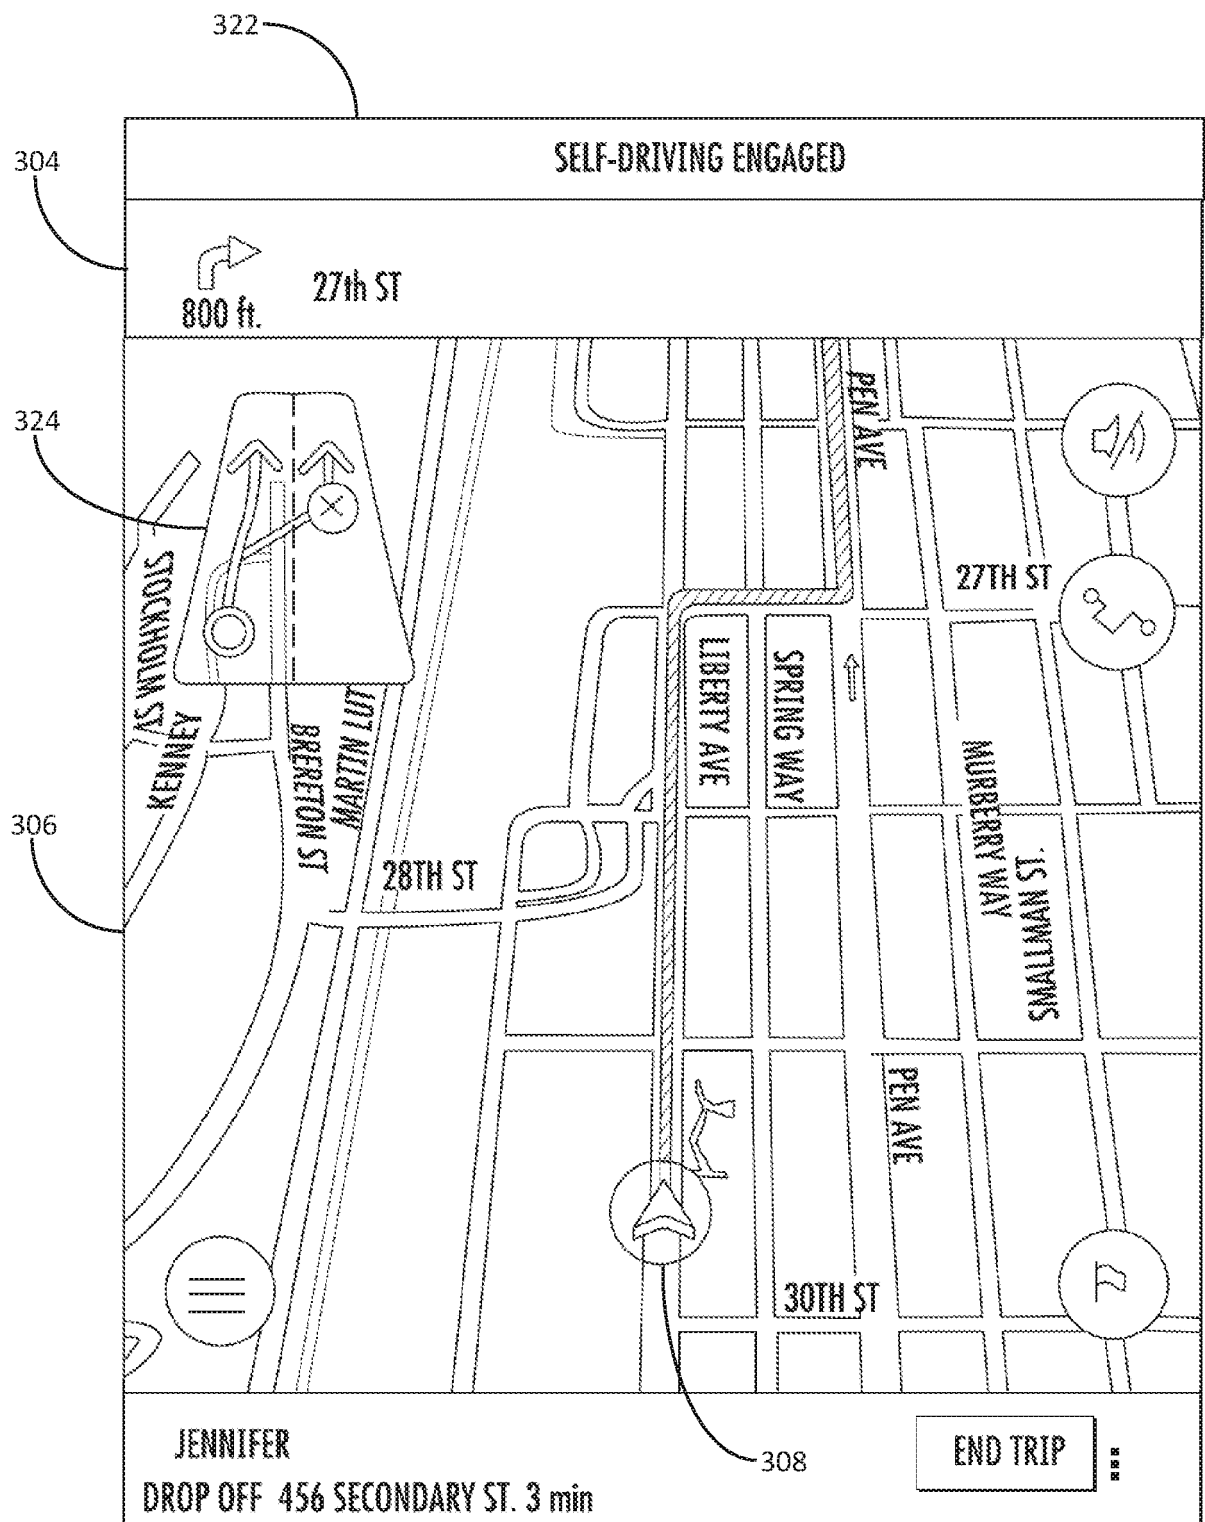 322
SELF-DRIVING ENGAGED
304
27th ST
800 ft.
324
PEN AVE
27TH ST
STOCKHOLM ST
KENNEY
BRERETON ST
MARTIN LUT
LIBERTY AVE
SPRING WAY
306
28TH ST
MURBERRY WAY
SMALLMAN ST.
PEN AVE
30TH ST
JENNIFER
END TRIP
308
DROP OFF 456 SECONDARY ST. 3 min